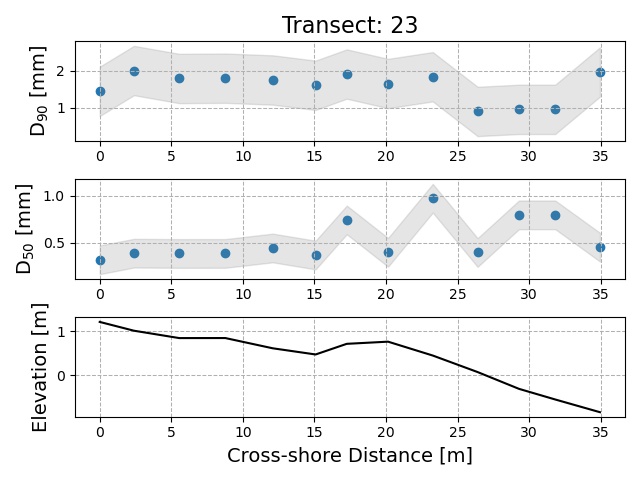 Transect: 23
D90 [mm]
2
1
0 5 10 15 20 25 30 35
D50 [mm]
1.0
0.5
0 5 10 15 20 25 30 35
Elevation [m]
1
0
0 5 10 15 20 25 30 35
Cross-shore Distance [m]